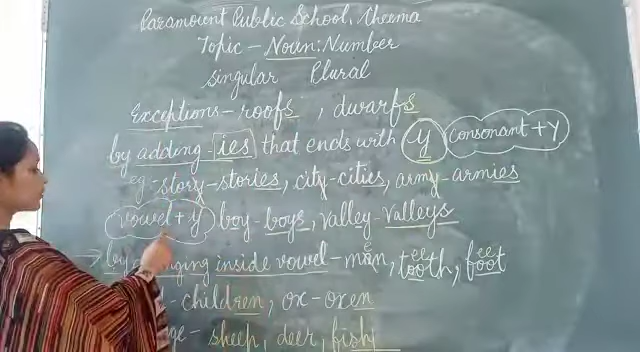 Paramount Public School, Cheema
Topic - Noun: Number
singular Plural
Exceptions - roofs, dwarfs
by adding - ies that ends with y consonant + y
eg - story - stories, city - cities, army - armies
vowel + y boy - boys, valley - valleys
→ by changing inside vowel - man, tooth, foot
e ee ee
- children, ox - oxen
- sheep, deer, fish